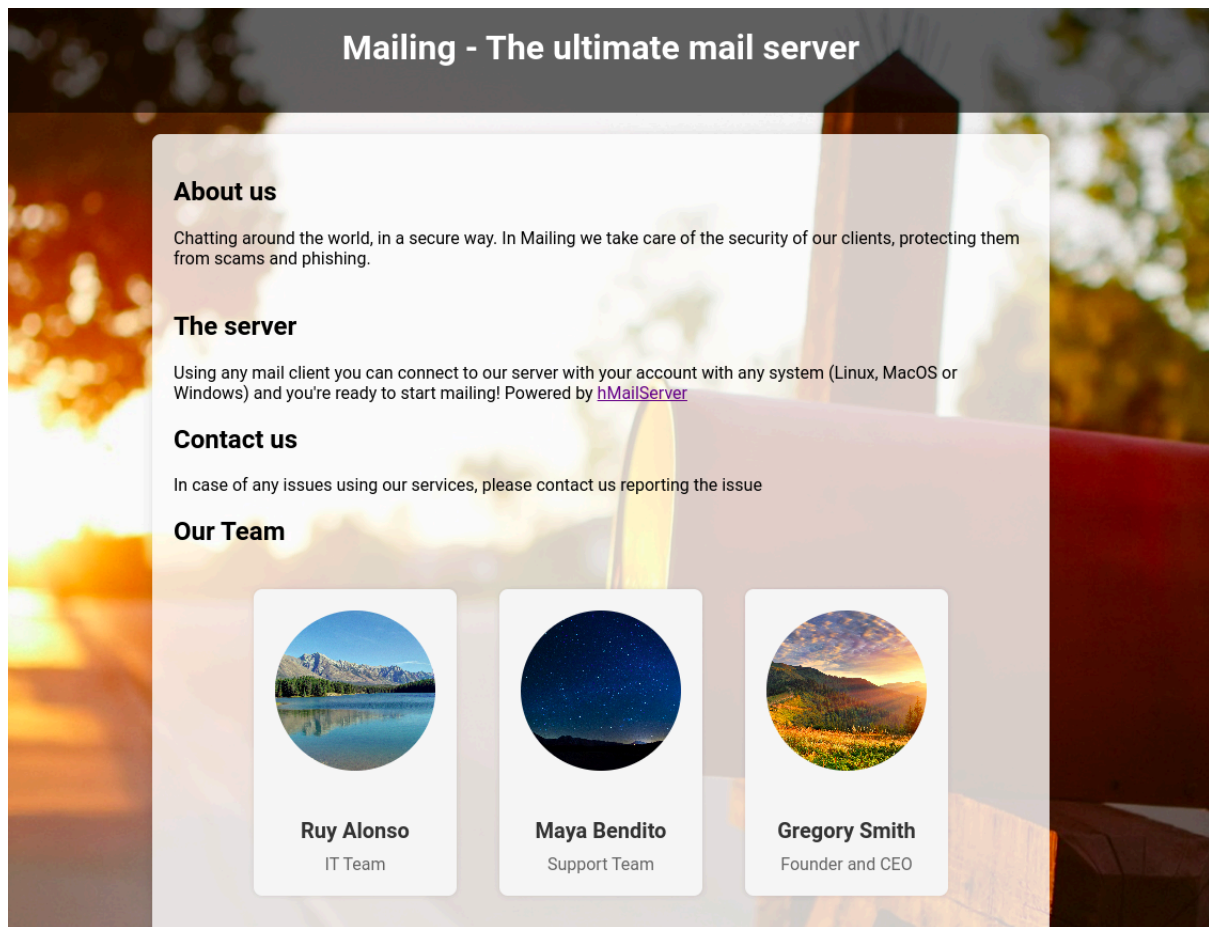 Mailing - The ultimate mail server
About us
Chatting around the world, in a secure way. In Mailing we take care of the security of our clients, protecting them
from scams and phishing.
The server
Using any mail client you can connect to our server with your account with any system (Linux, MacOS or
Windows) and you're ready to start mailing! Powered by hMailServer
Contact us
In case of any issues using our services, please contact us reporting the issue
Our Team
Ruy Alonso
IT Team
Maya Bendito
Support Team
Gregory Smith
Founder and CEO